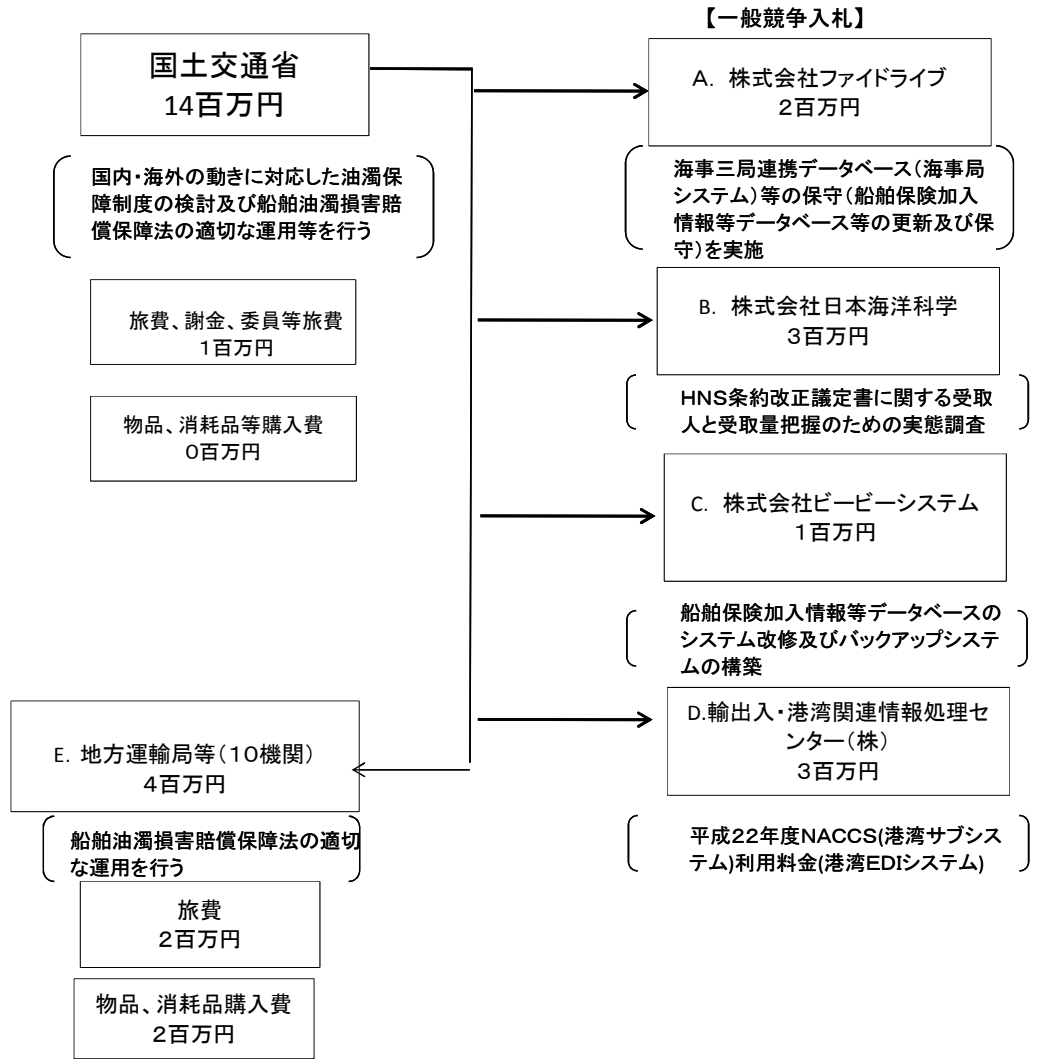 【一般競争入札】
国土交通省
14百万円
国内・海外の動きに対応した油濁保
障制度の検討及び船舶油濁損害賠
償保障法の適切な運用等を行う
旅費、謝金、委員等旅費
１百万円
物品、消耗品等購入費
０百万円
A. 株式会社ファイドライブ
２百万円
海事三局連携データベース（海事局
システム）等の保守（船舶保険加入
情報等データベース等の更新及び保
守）を実施
B. 株式会社日本海洋科学
３百万円
ＨＮＳ条約改正議定書に関する受取
人と受取量把握のための実態調査
C. 株式会社ビービーシステム
１百万円
船舶保険加入情報等データベースの
システム改修及びバックアップシステ
ムの構築
D.輸出入・港湾関連情報処理セ
ンター（株）
３百万円
平成２２年度ＮＡＣＣＳ(港湾サブシス
テム)利用料金(港湾ＥＤＩシステム)
E. 地方運輸局等（１０機関）
４百万円
船舶油濁損害賠償保障法の適切
な運用を行う
旅費
２百万円
物品、消耗品購入費
２百万円